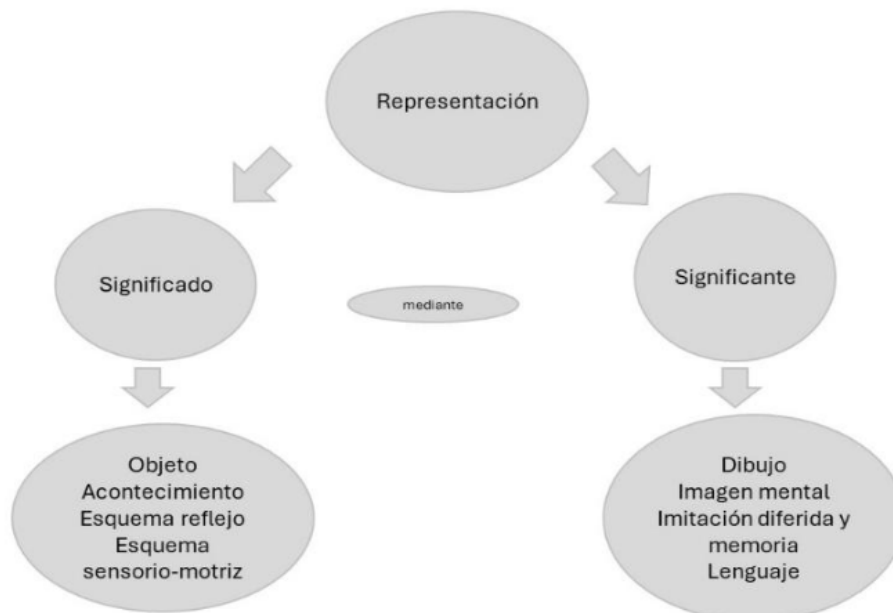 Representación
Significado
mediante
Significante
Objeto
Acontecimiento
Esquema reflejo
Esquema
sensorio-motriz
Dibujo
Imagen mental
Imitación diferida y
memoria
Lenguaje